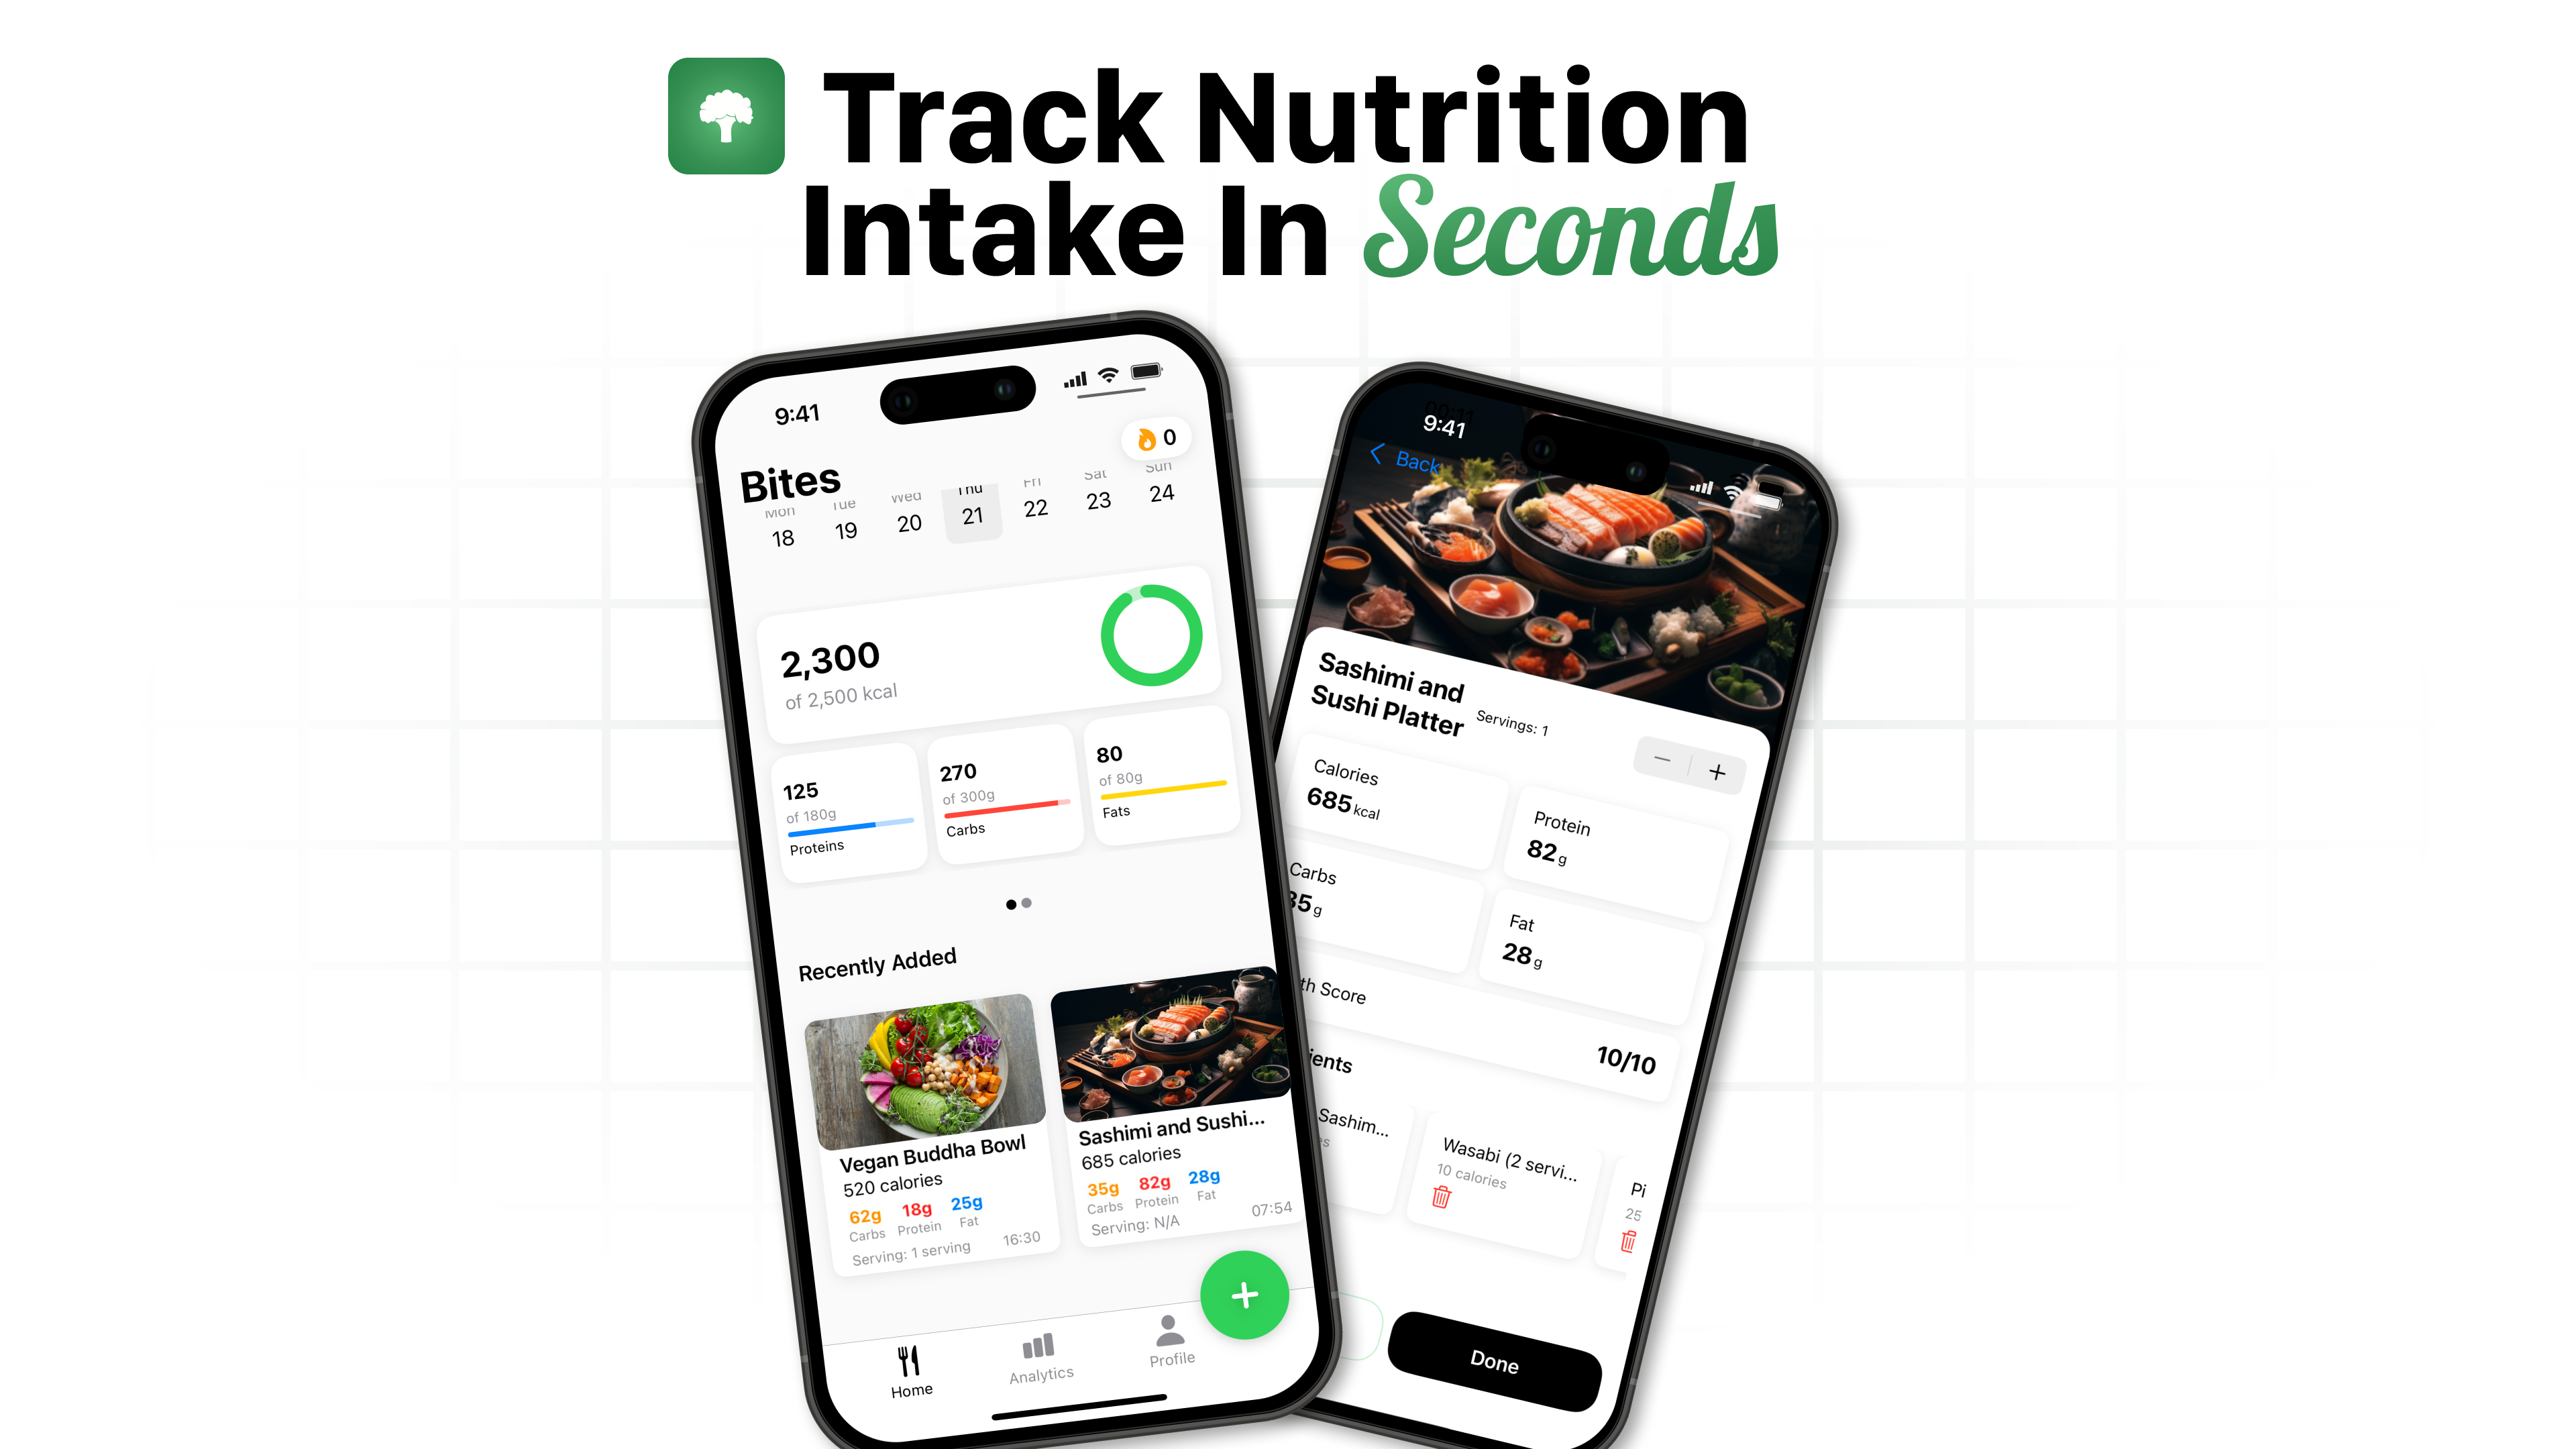 Track Nutrition
Intake In Seconds
9:41
0
Bites
Mon Tue Wed Thu Fri Sat Sun
18 19 20 21 22 23 24
2,300
of 2,500 kcal
125
of 180g
Proteins
270
of 300g
Carbs
80
of 80g
Fats
Recently Added
Vegan Buddha Bowl
520 calories
62g 18g 25g
Carbs Protein Fat
Serving: 1 serving 16:30
Sashimi and Sushi...
685 calories
35g 82g 28g
Carbs Protein Fat
Serving: N/A 07:54
Home
Analytics
Profile
9:41
Back
Sashimi and
Sushi Platter
Servings: 1
Calories
685 kcal
Protein
82 g
Carbs
35 g
Fat
28 g
th Score
10/10
ients
Sashim...
es
Wasabi (2 servi...
10 calories
Pi
25
Done